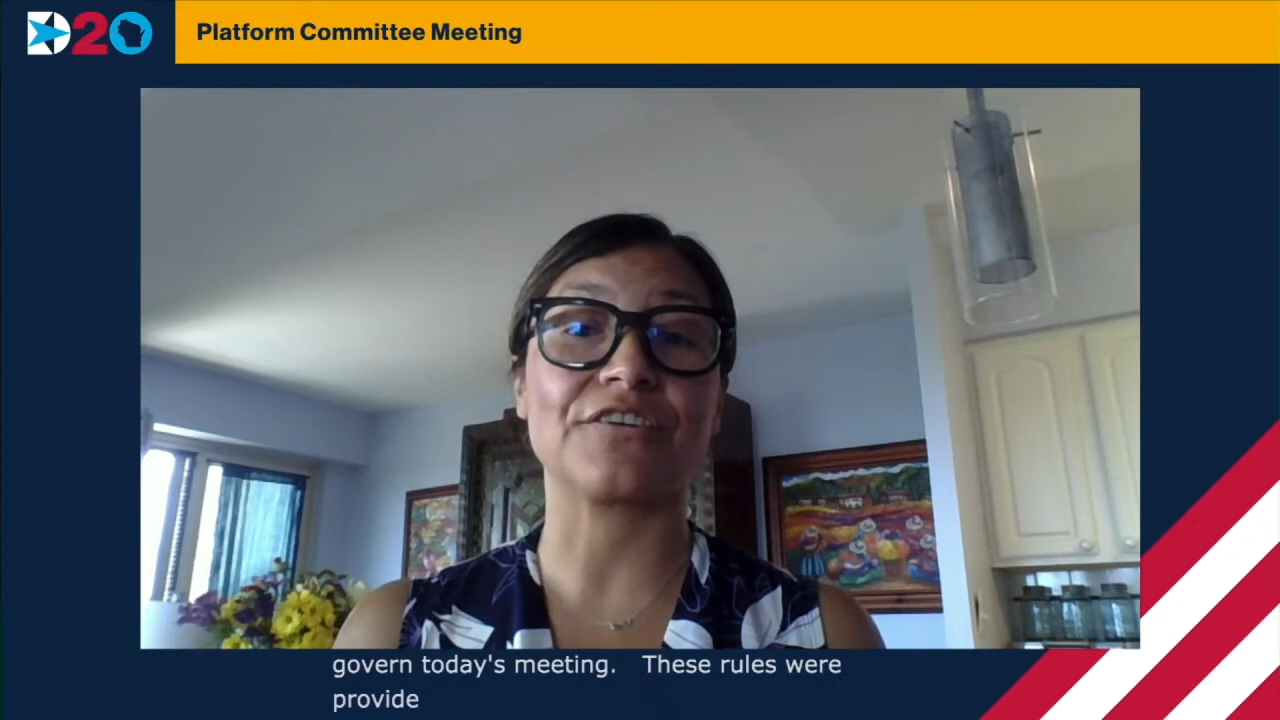 D20
Platform Committee Meeting
govern today's meeting. These rules were
provide